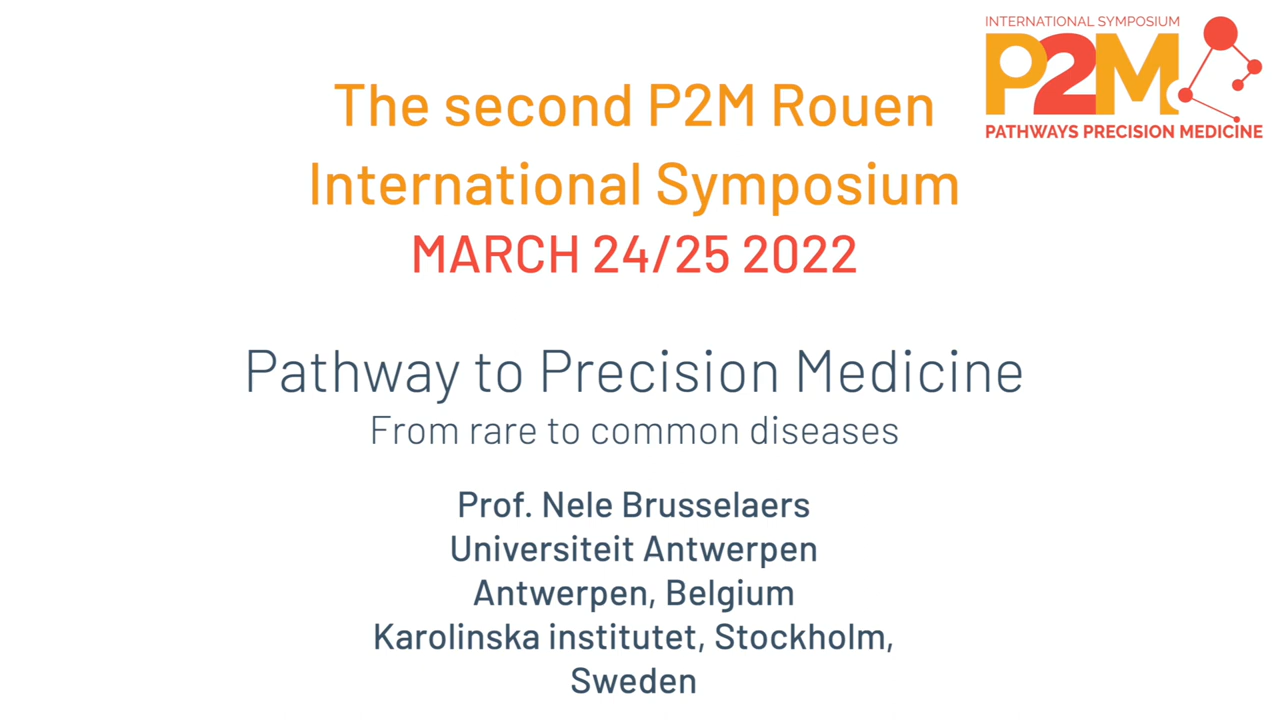 INTERNATIONAL SYMPOSIUM
P2M
PATHWAYS PRECISION MEDICINE
The second P2M Rouen
International Symposium
MARCH 24/25 2022
Pathway to Precision Medicine
From rare to common diseases
Prof. Nele Brusselaers
Universiteit Antwerpen
Antwerpen, Belgium
Karolinska institutet, Stockholm,
Sweden